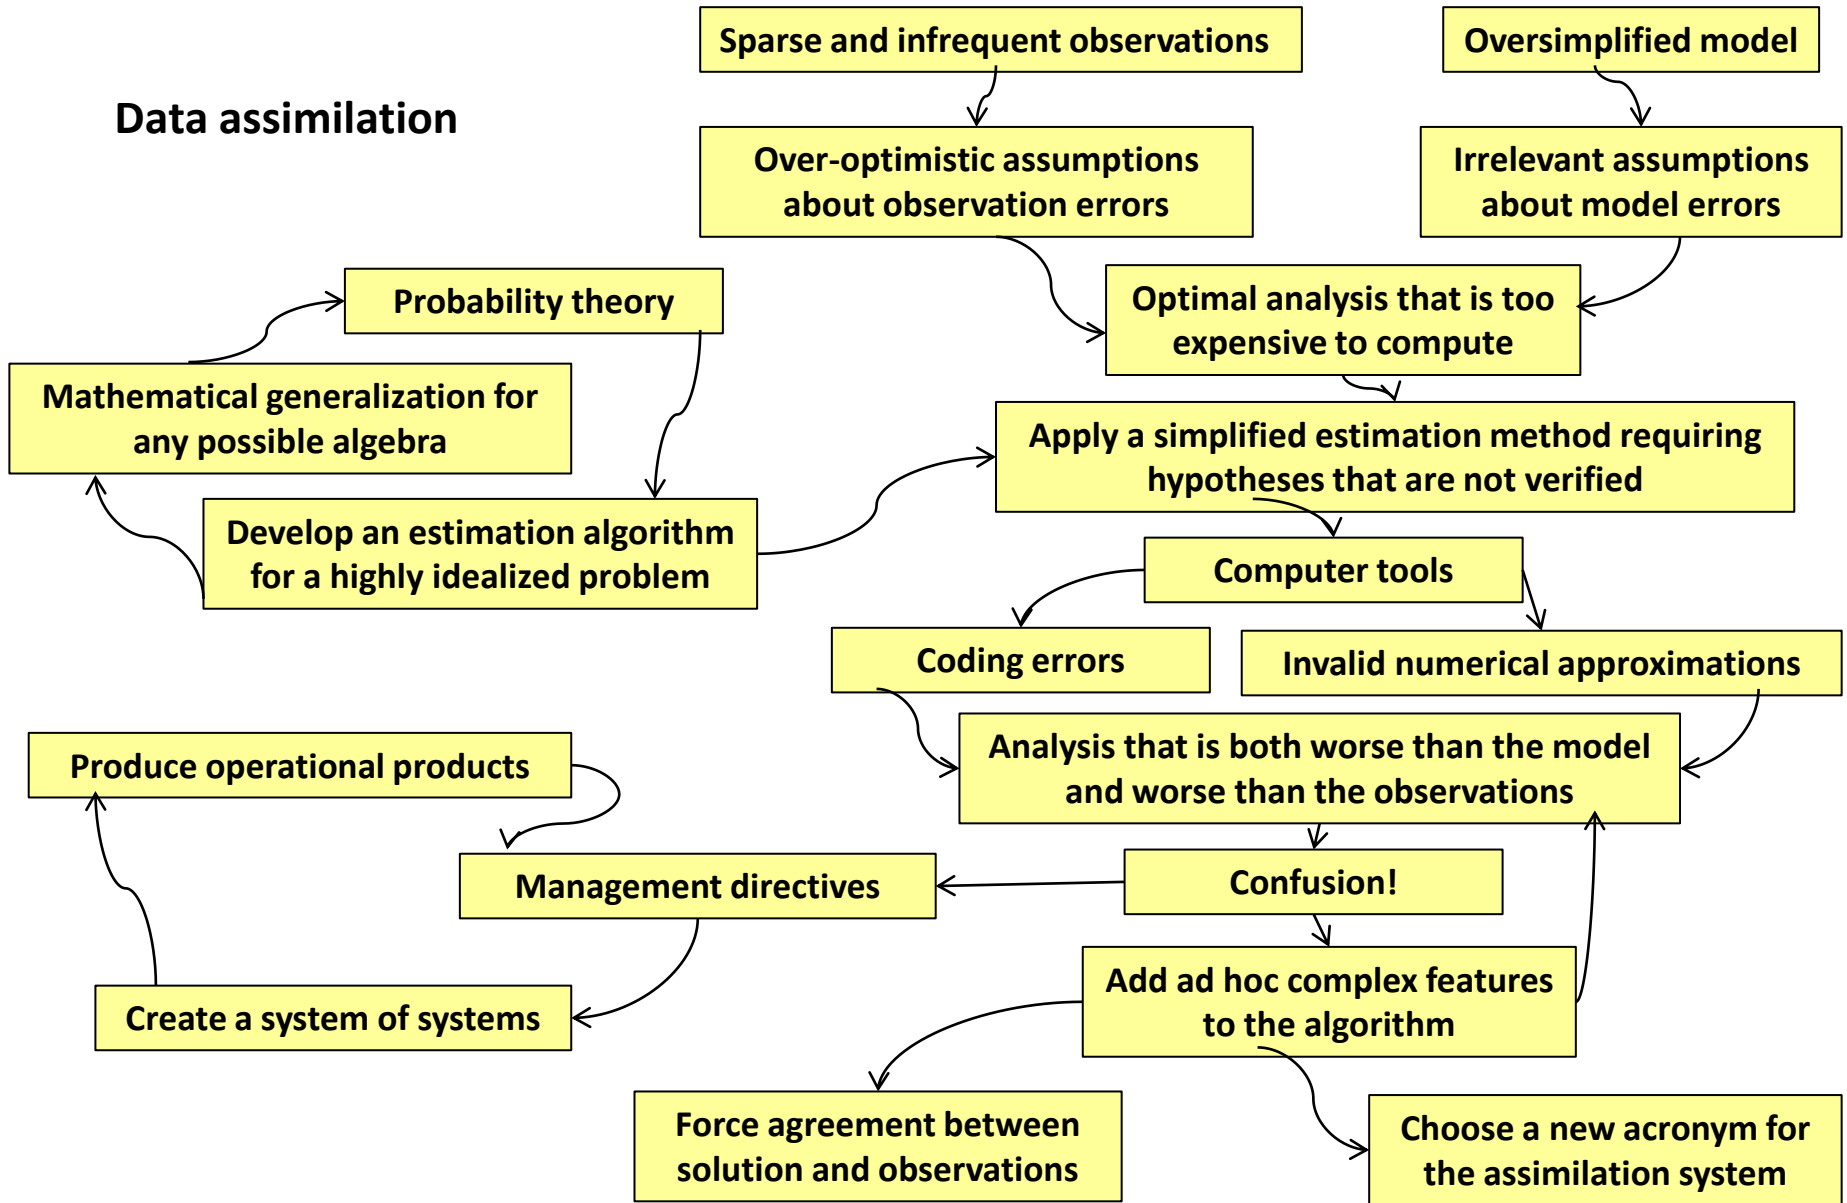 Sparse and infrequent observations
Oversimplified model
Data assimilation
Over-optimistic assumptions
about observation errors
Irrelevant assumptions
about model errors
Probability theory
Optimal analysis that is too
expensive to compute
Mathematical generalization for
any possible algebra
Apply a simplified estimation method requiring
hypotheses that are not verified
Develop an estimation algorithm
for a highly idealized problem
Computer tools
Coding errors
Invalid numerical approximations
Produce operational products
Analysis that is both worse than the model
and worse than the observations
Management directives
Confusion!
Create a system of systems
Add ad hoc complex features
to the algorithm
Force agreement between
solution and observations
Choose a new acronym for
the assimilation system